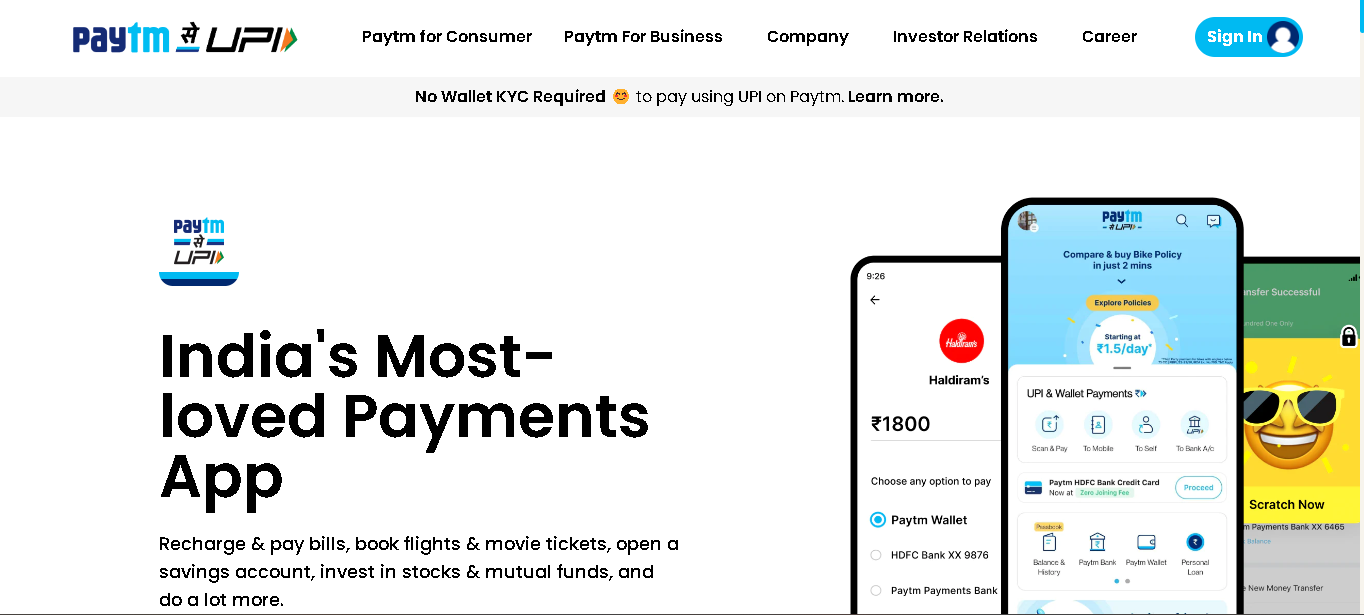 paytm से UPI
Paytm for Consumer
Paytm For Business
Company
Investor Relations
Career
Sign In
No Wallet KYC Required 😊 to pay using UPI on Paytm. Learn more.
paytm
से
UPI
India's Most-
loved Payments
App
Recharge & pay bills, book flights & movie tickets, open a
savings account, invest in stocks & mutual funds, and
do a lot more.
9:26
Haldiram's
Haldiram's
₹1800
Choose any option to pay
Paytm Wallet
HDFC Bank XX 9876
Paytm Payments Bank
paytm
UPI
Compare & buy Bike Policy
in just 2 mins
Explore Policies
Starting at
₹1.5/day*
UPI & Wallet Payments
Scan & Pay
To Mobile
To Self
To Bank A/c
Paytm HDFC Bank Credit Card
Now at Zero Joining Fee
Proceed
Passbook
Balance &
History
Paytm Bank
Paytm Wallet
Personal
Loan
nsfer Successful
ndred One Only
Scratch Now
m Payments Bank XX 6465
Balance
e New Money Transfer